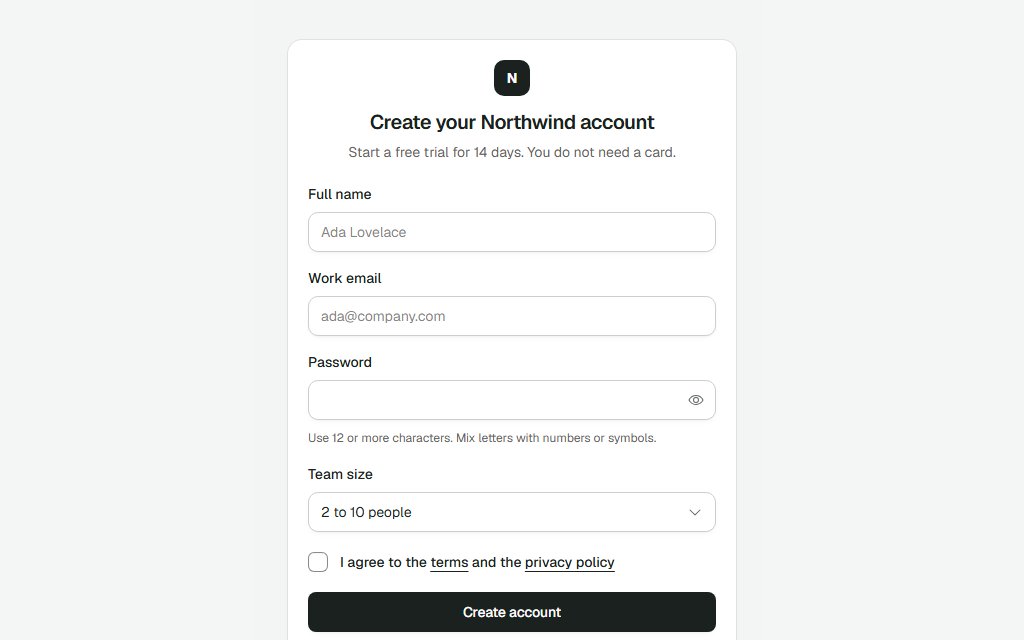 N
Create your Northwind account
Start a free trial for 14 days. You do not need a card.
Full name
Ada Lovelace
Work email
ada@company.com
Password
Use 12 or more characters. Mix letters with numbers or symbols.
Team size
2 to 10 people
I agree to the terms and the privacy policy
Create account